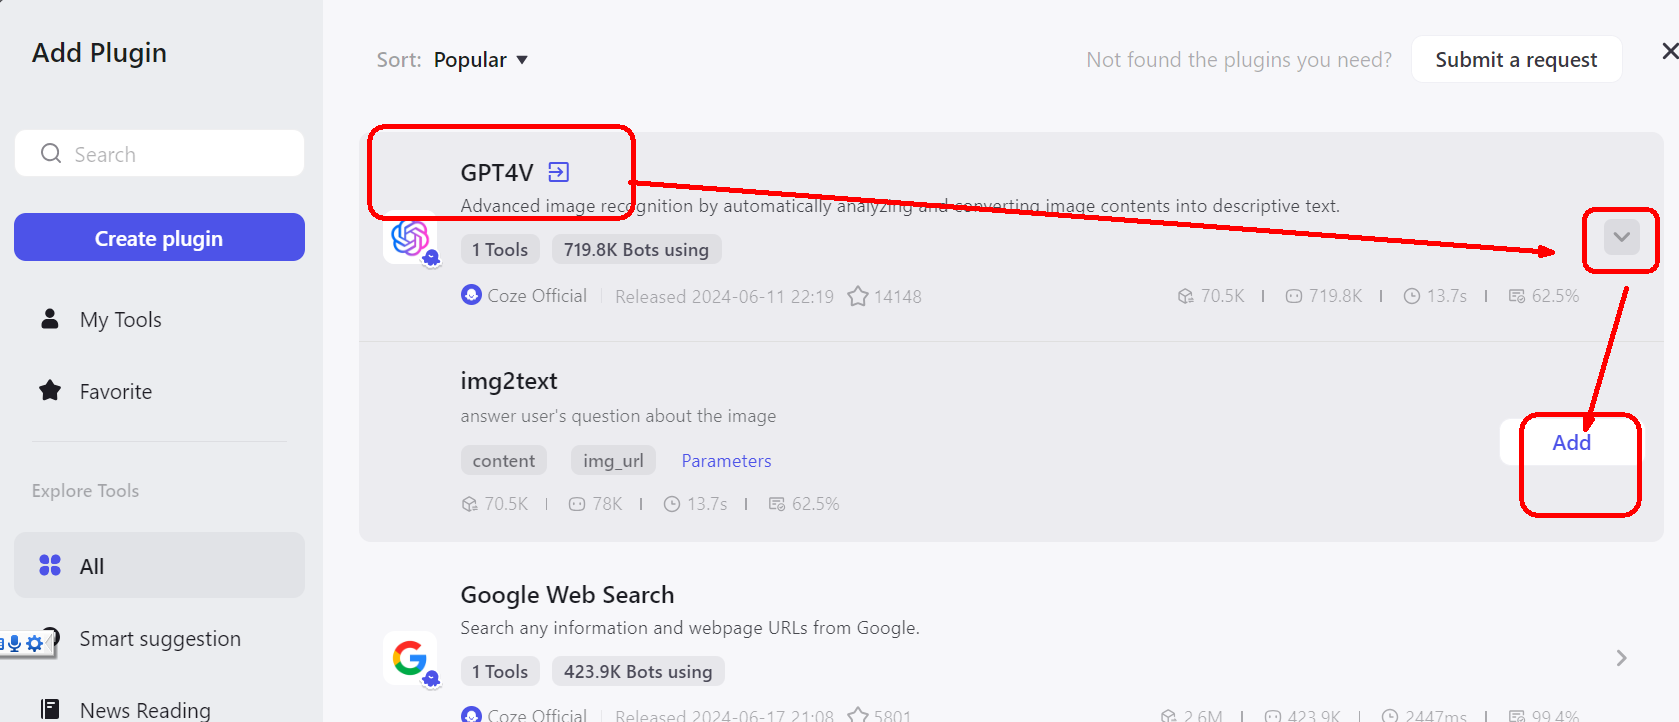 Add Plugin
Search
Create plugin
My Tools
Favorite
Explore Tools
All
Smart suggestion
News Reading
Sort: Popular
Not found the plugins you need?
Submit a request
GPT4V
Advanced image recognition by automatically analyzing and converting image contents into descriptive text.
1 Tools 719.8K Bots using
Coze Official Released 2024-06-11 22:19 14148
70.5K 719.8K 13.7s 62.5%
img2text
answer user's question about the image
content img_url Parameters
70.5K 78K 13.7s 62.5%
Add
Google Web Search
Search any information and webpage URLs from Google.
1 Tools 423.9K Bots using
Coze Official Released 2024-06-17 21:08 5801
2.6M 423.9K 2447ms 99.4%